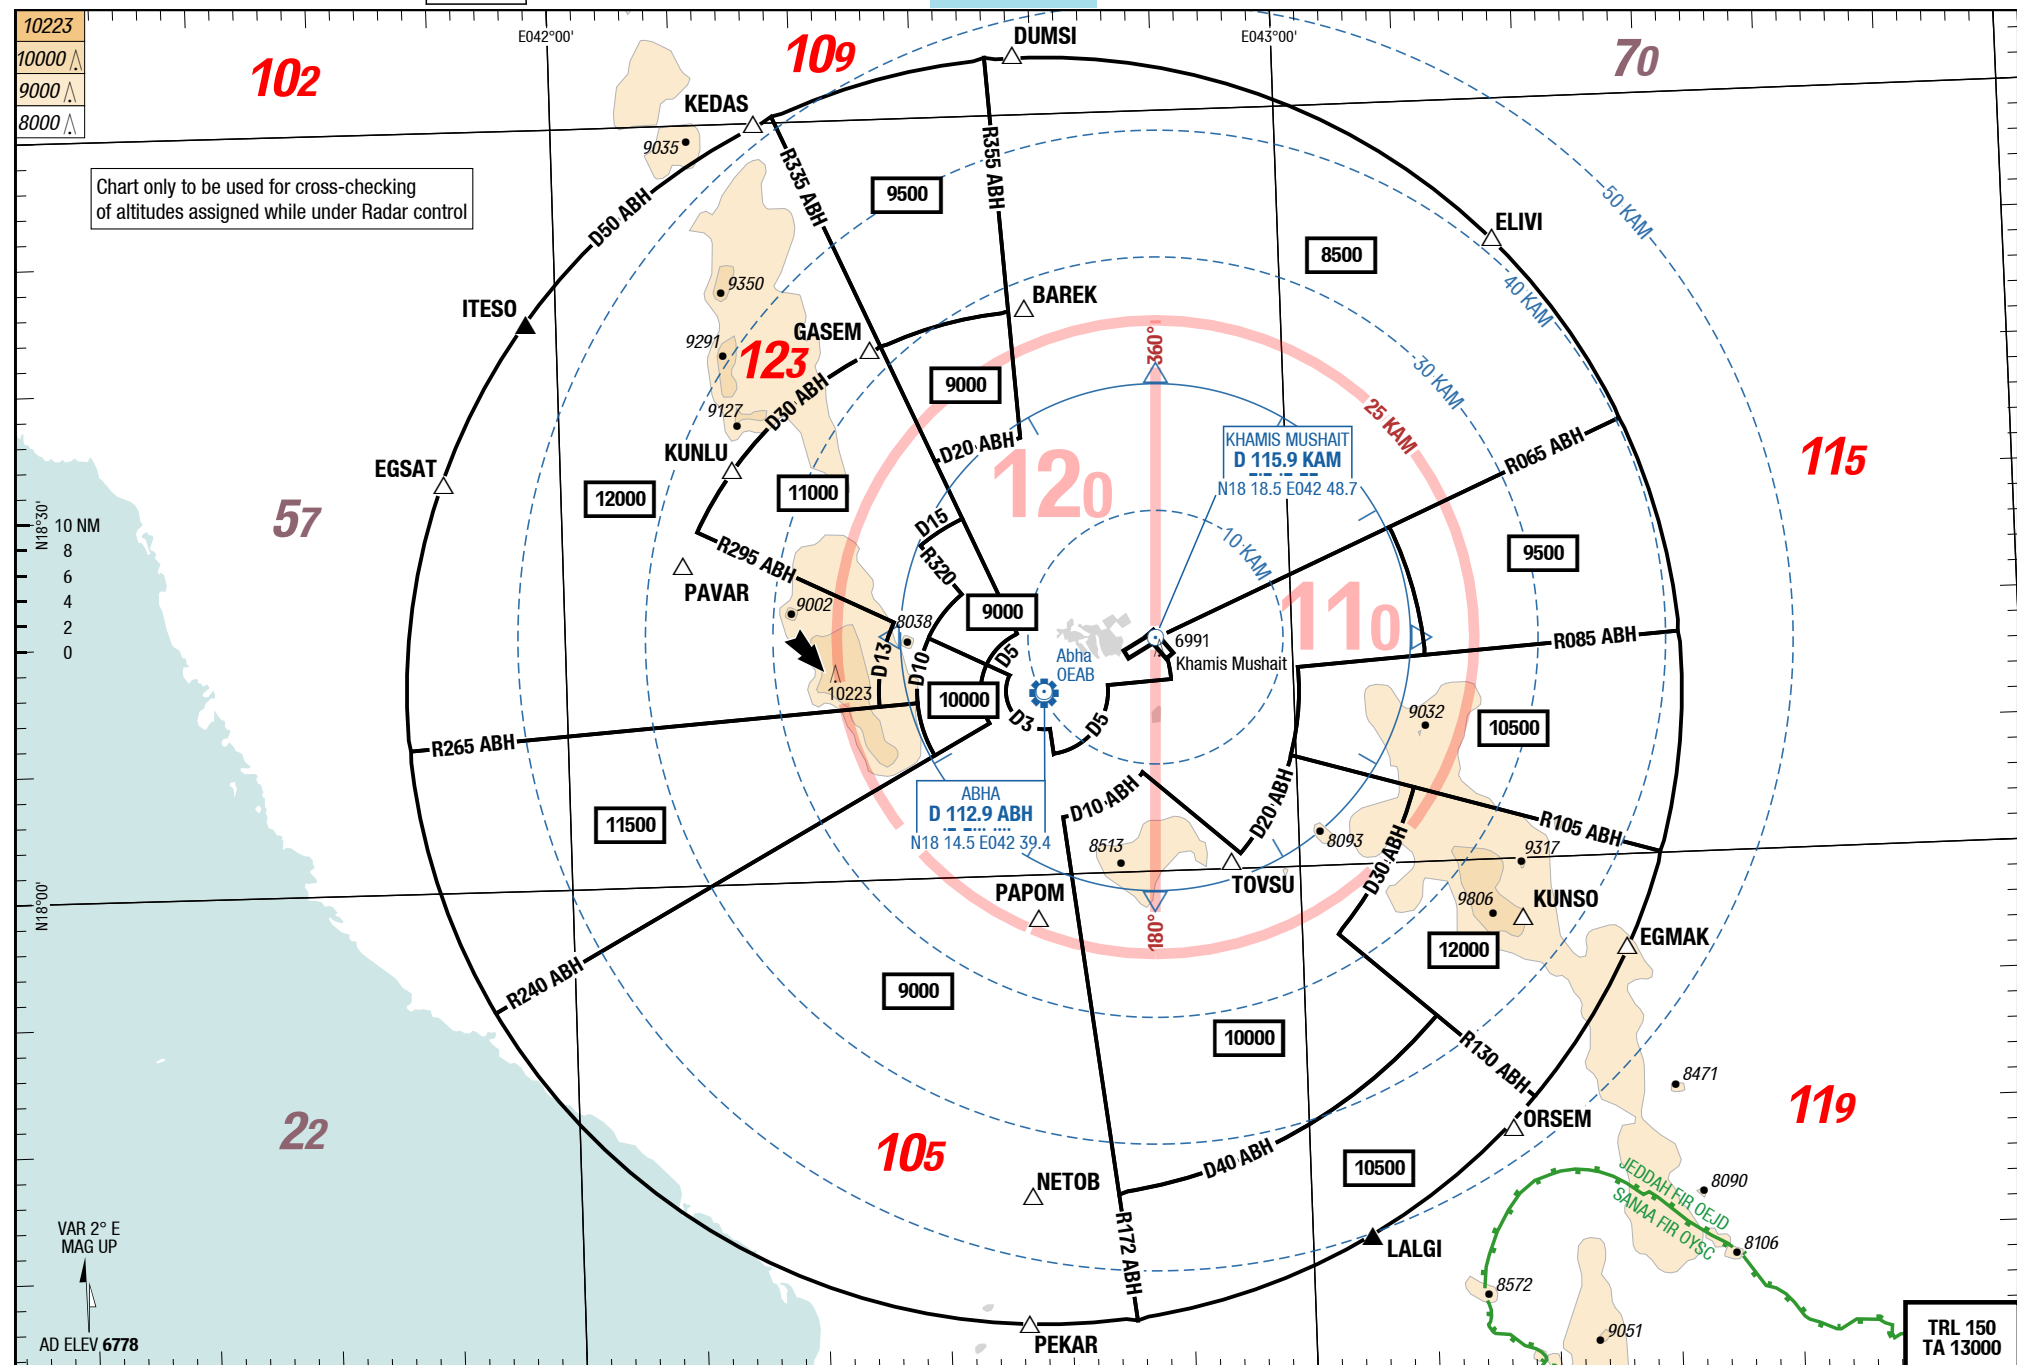 10223
10000
9000
8000
102
109
E042°00'
DUMSI
E043°00'
70
KEDAS
9035
Chart only to be used for cross-checking
of altitudes assigned while under Radar control
D50 ABH
R335 ABH
R355 ABH
9500
50 KAM
ELIVI
8500
40 KAM
ITESO
9350
9291
123
GASEM
BAREK
360°
30 KAM
9000
25 KAM
9127
D30 ABH
KUNLU
D20 ABH
KHAMIS MUSHAIT
D 115.9 KAM
N18 18.5 E042 48.7
R065 ABH
115
EGSAT
12000
11000
120
57
N18°30'
10 NM
8
6
4
2
0
D15
R320
10 KAM
R295 ABH
9500
PAVAR
9002
8038
9000
110
6991
Khamis Mushait
R085 ABH
D13
D10
D5
Abha
OEAB
10223
10000
D3
D5
9032
10500
R265 ABH
11500
ABHA
D 112.9 ABH
N18 14.5 E042 39.4
D10 ABH
D20 ABH
8513
8093
D30 ABH
R105 ABH
9317
TOVSU
PAPOM
180°
9806
KUNSO
N18°00'
EGMAK
12000
R240 ABH
9000
10000
R130 ABH
8471
119
22
105
ORSEM
D40 ABH
10500
NETOB
JEDDAH FIR OEJD
SANAA FIR OYSC
8090
R172 ABH
LALGI
8106
VAR 2° E
MAG UP
8572
AD ELEV 6778
PEKAR
9051
TRL 150
TA 13000